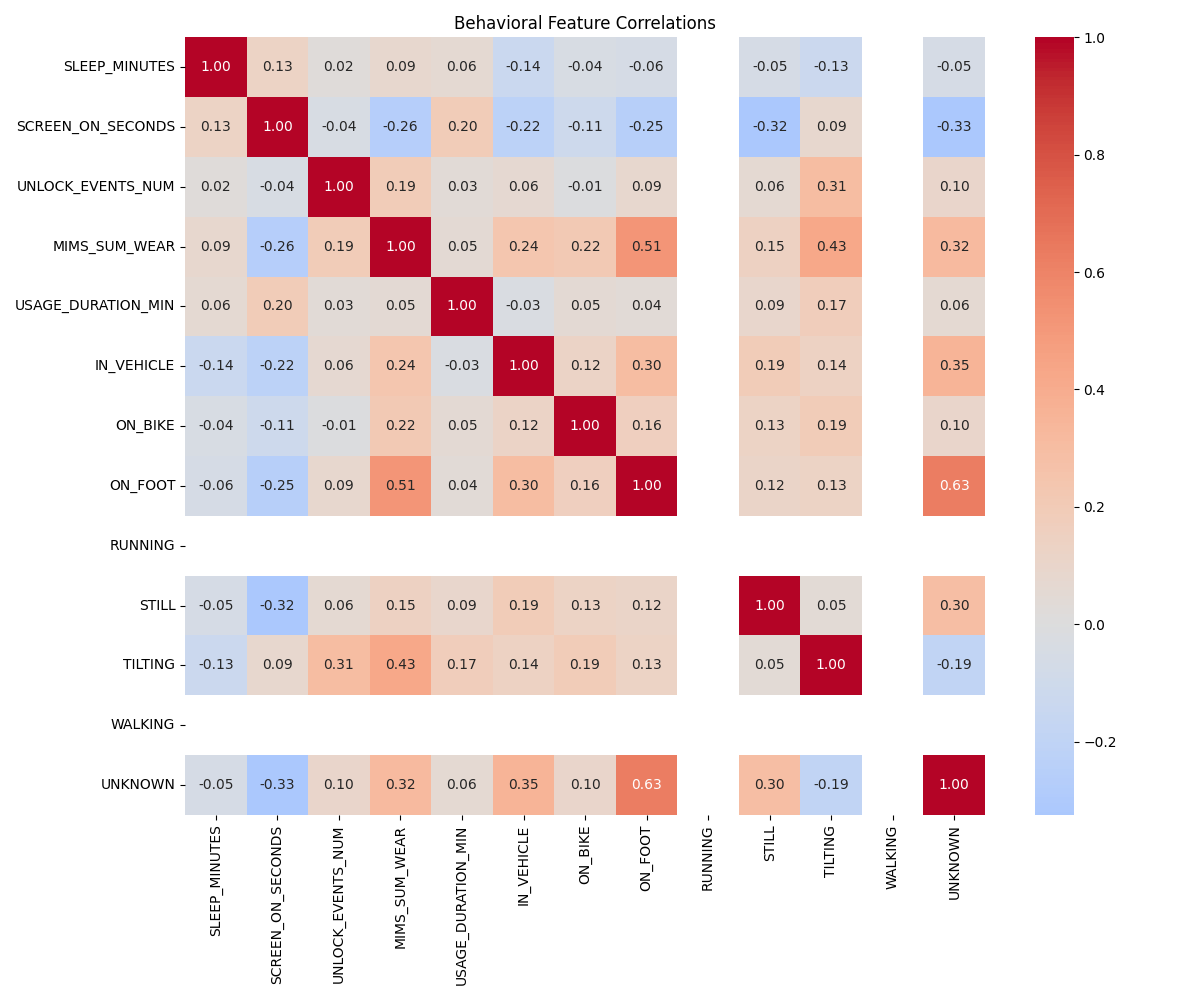 Behavioral Feature Correlations
SLEEP_MINUTES 1.00 0.13 0.02 0.09 0.06 -0.14 -0.04 -0.06 -0.05 -0.13 -0.05
SCREEN_ON_SECONDS 0.13 1.00 -0.04 -0.26 0.20 -0.22 -0.11 -0.25 -0.32 0.09 -0.33
UNLOCK_EVENTS_NUM 0.02 -0.04 1.00 0.19 0.03 0.06 -0.01 0.09 0.06 0.31 0.10
MIMS_SUM_WEAR 0.09 -0.26 0.19 1.00 0.05 0.24 0.22 0.51 0.15 0.43 0.32
USAGE_DURATION_MIN 0.06 0.20 0.03 0.05 1.00 -0.03 0.05 0.04 0.09 0.17 0.06
IN_VEHICLE -0.14 -0.22 0.06 0.24 -0.03 1.00 0.12 0.30 0.19 0.14 0.35
ON_BIKE -0.04 -0.11 -0.01 0.22 0.05 0.12 1.00 0.16 0.13 0.19 0.10
ON_FOOT -0.06 -0.25 0.09 0.51 0.04 0.30 0.16 1.00 0.12 0.13 0.63
RUNNING
STILL -0.05 -0.32 0.06 0.15 0.09 0.19 0.13 0.12 1.00 0.05 0.30
TILTING -0.13 0.09 0.31 0.43 0.17 0.14 0.19 0.13 0.05 1.00 -0.19
WALKING
UNKNOWN -0.05 -0.33 0.10 0.32 0.06 0.35 0.10 0.63 0.30 -0.19 1.00
SLEEP_MINUTES
SCREEN_ON_SECONDS
UNLOCK_EVENTS_NUM
MIMS_SUM_WEAR
USAGE_DURATION_MIN
IN_VEHICLE
ON_BIKE
ON_FOOT
RUNNING
STILL
TILTING
WALKING
UNKNOWN
1.0
0.8
0.6
0.4
0.2
0.0
−0.2